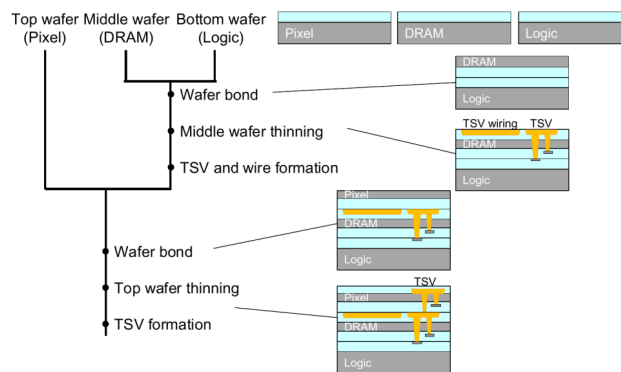 Top wafer Middle wafer Bottom wafer
(Pixel) (DRAM) (Logic)
Pixel DRAM Logic
DRAM
Logic
Wafer bond
Middle wafer thinning
TSV wiring TSV
DRAM
Logic
TSV and wire formation
Pixel
DRAM
Logic
Wafer bond
Top wafer thinning
TSV
Pixel
DRAM
Logic
TSV formation